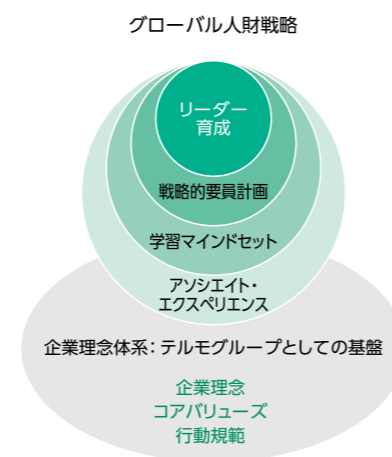 グローバル人財戦略
リーダー
育成
戦略的要員計画
学習マインドセット
アソシエイト・
エクスペリエンス
企業理念体系：テルモグループとしての基盤
企業理念
コアバリューズ
行動規範